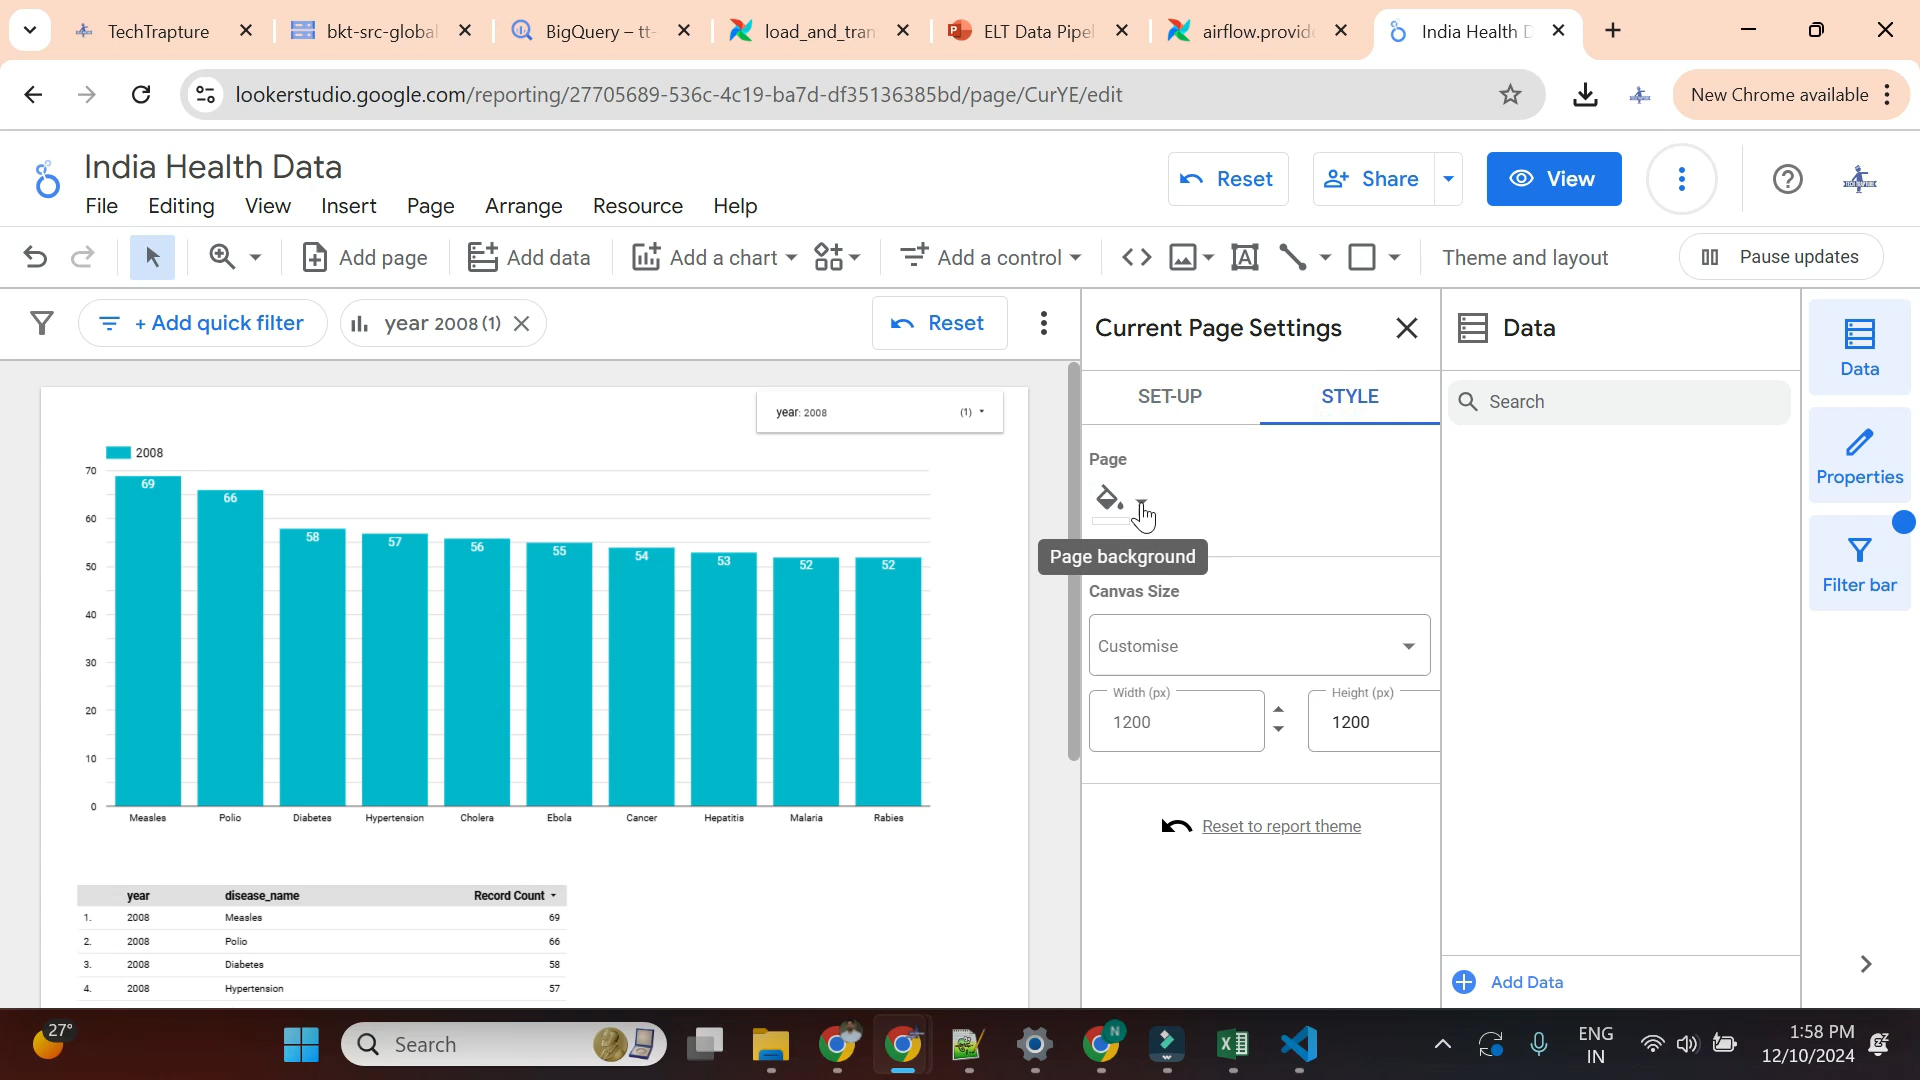 TechTrapture
bkt-src-global
BigQuery – tt-
load_and_tran
ELT Data Pipel
airflow.provide
India Health D
lookerstudio.google.com/reporting/27705689-536c-4c19-ba7d-df35136385bd/page/CurYE/edit
New Chrome available
India Health Data
File Editing View Insert Page Arrange Resource Help
Reset
Share
View
Add page
Add data
Add a chart
Add a control
Theme and layout
Pause updates
+ Add quick filter
year 2008 (1)
Reset
Current Page Settings
Data
SET-UP
STYLE
Search
Data
Properties
Filter bar
year: 2008 (1)
2008
70
60
50
40
30
20
10
0
69 66 58 57 56 55 54 53 52 52
Measles Polio Diabetes Hypertension Cholera Ebola Cancer Hepatitis Malaria Rabies
year disease_name Record Count
1. 2008 Measles 69
2. 2008 Polio 66
3. 2008 Diabetes 58
4. 2008 Hypertension 57
Page
Page background
Canvas Size
Customise
Width (px)
1200
Height (px)
1200
Reset to report theme
Add Data
27°
Search
N
ENG
IN
1:58 PM
12/10/2024